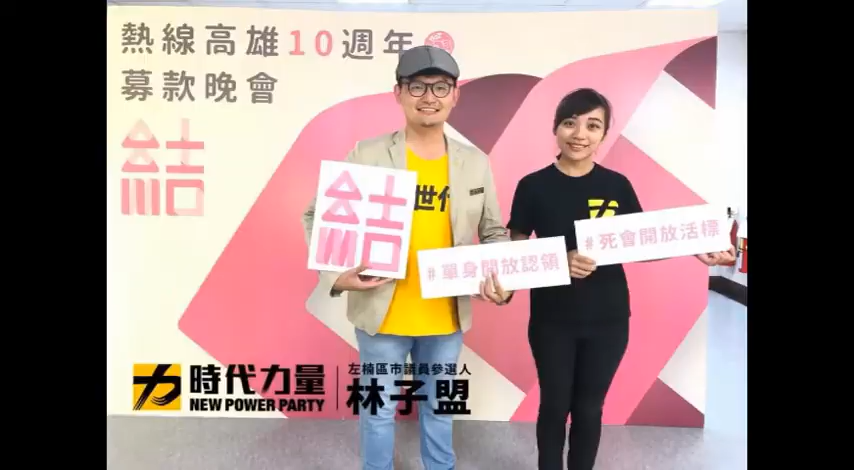 熱線高雄10週年
募款晚會
結
結
世代
#單身開放認領
#死會開放活標
力
時代力量
NEW POWER PARTY
左楠區市議員參選人
林子盟